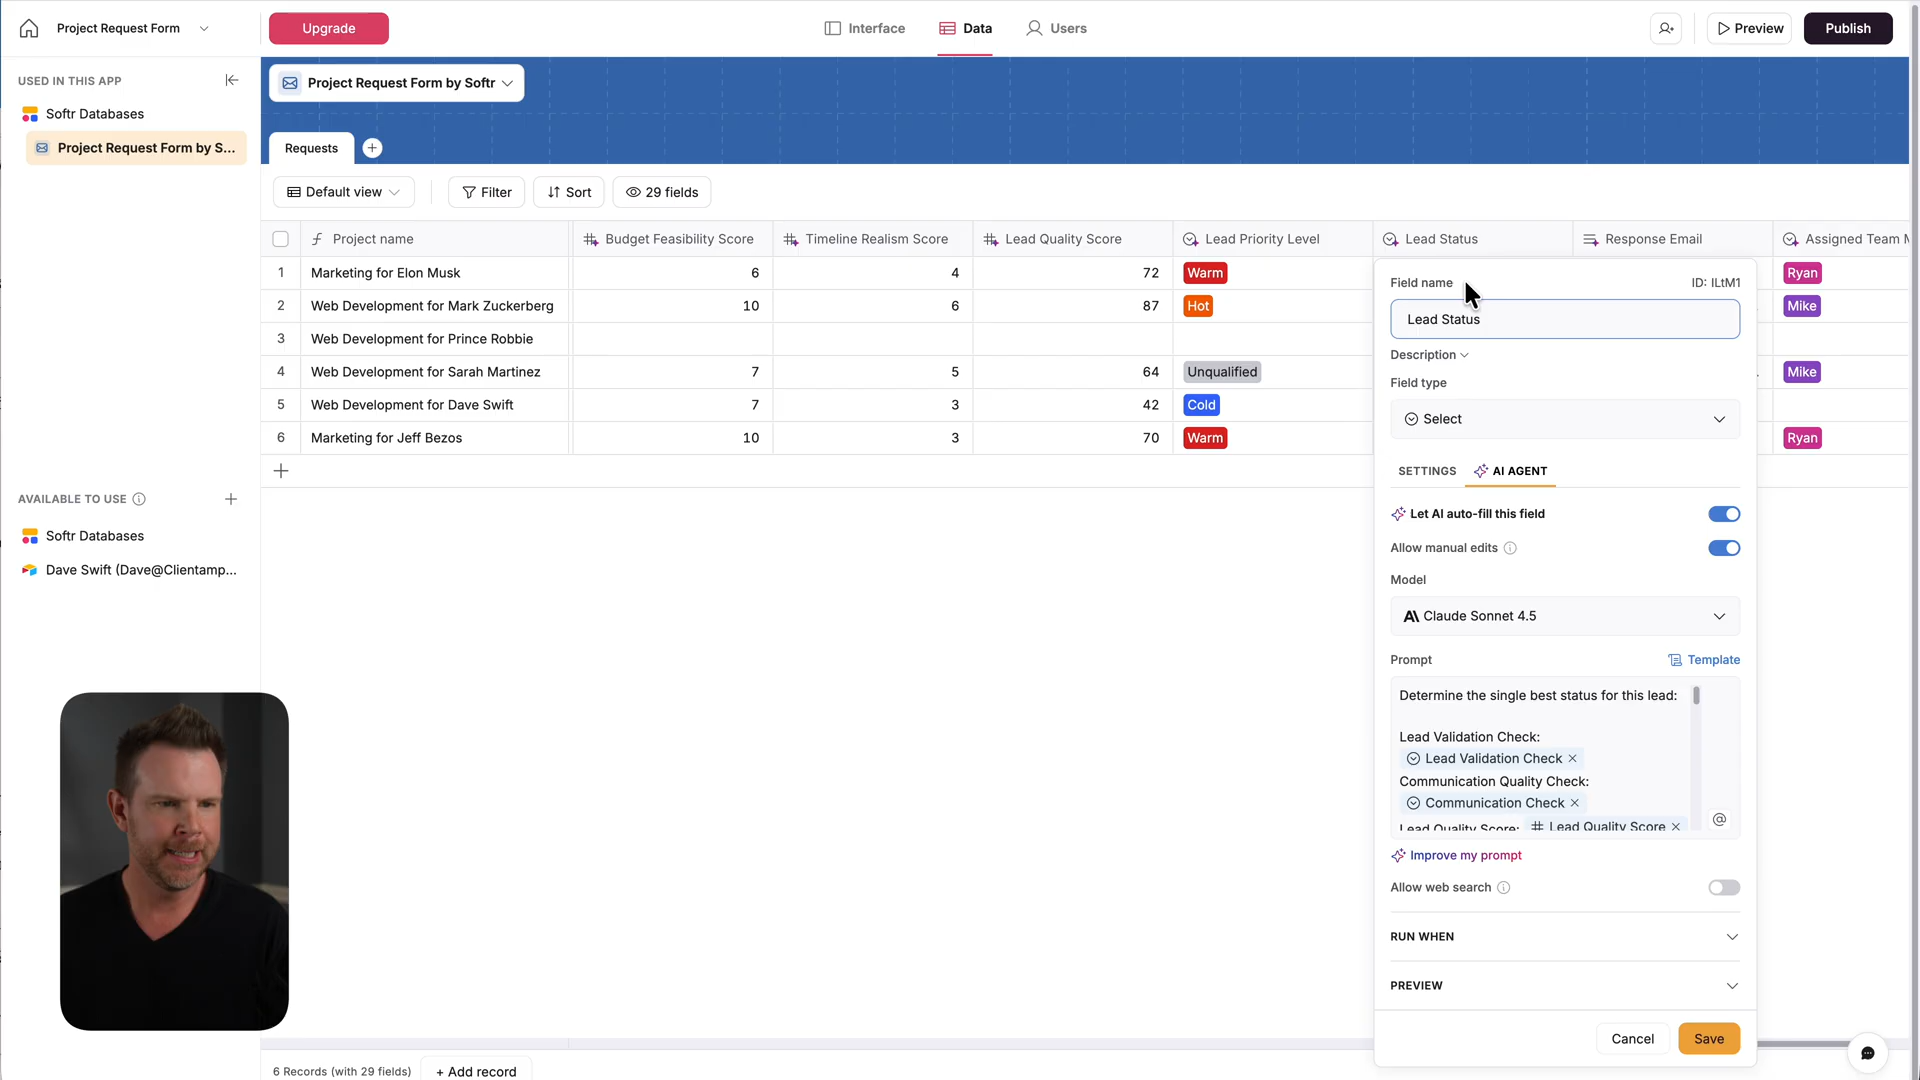 Project Request Form
Upgrade
Interface
Data
Users
Preview
Publish
USED IN THIS APP
Softr Databases
Project Request Form by S...
Project Request Form by Softr
Requests
Default view
Filter
Sort
29 fields
Project name
Budget Feasibility Score
Timeline Realism Score
Lead Quality Score
Lead Priority Level
Lead Status
Response Email
1 Marketing for Elon Musk 6 4 72 Warm Ryan
2 Web Development for Mark Zuckerberg 10 6 87 Hot Mike
3 Web Development for Prince Robbie
4 Web Development for Sarah Martinez 7 5 64 Unqualified Mike
5 Web Development for Dave Swift 7 3 42 Cold
6 Marketing for Jeff Bezos 10 3 70 Warm Ryan
Assigned Team
AVAILABLE TO USE
Softr Databases
Dave Swift (Dave@Clientamp...
6 Records (with 29 fields)
+ Add record
Field name
ID: ILtM1
Lead Status
Description
Field type
Select
SETTINGS
AI AGENT
Let AI auto-fill this field
Allow manual edits
Model
Claude Sonnet 4.5
Prompt
Template
Determine the single best status for this lead:
Lead Validation Check:
Lead Validation Check
Communication Quality Check:
Communication Check
Lead Quality Score: # Lead Quality Score
@
Improve my prompt
Allow web search
RUN WHEN
PREVIEW
Cancel
Save